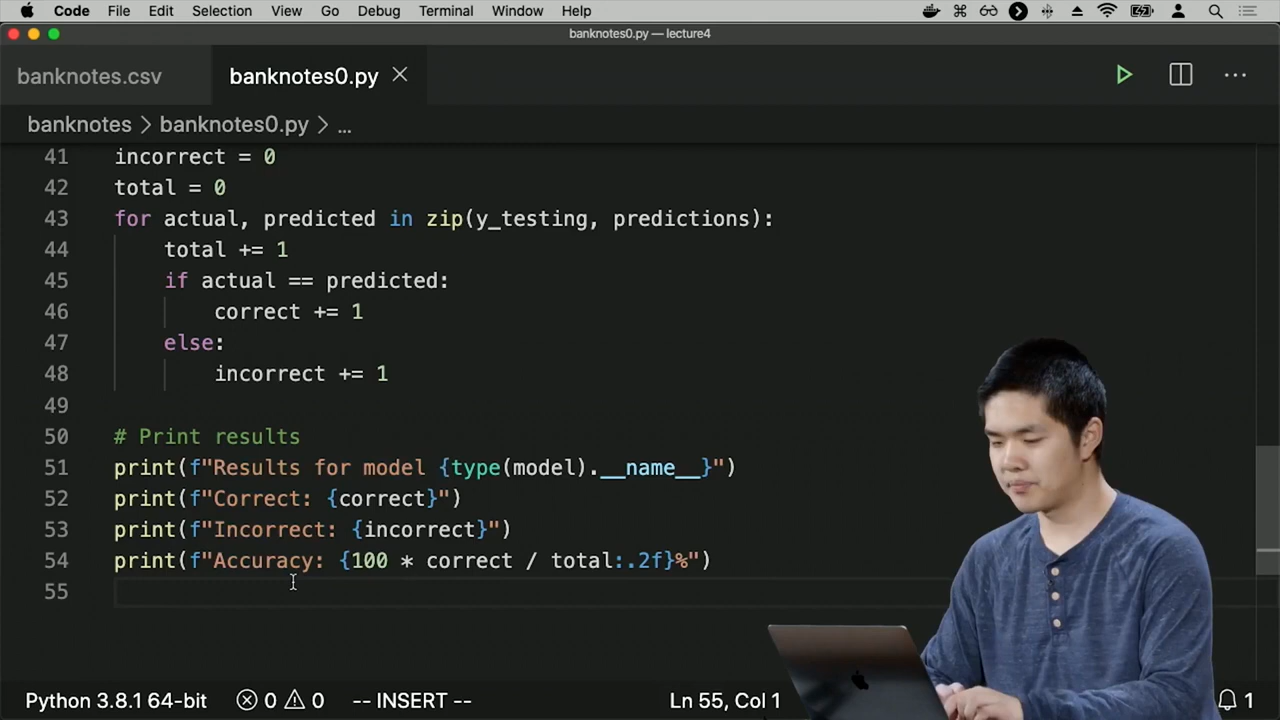 Code File Edit Selection View Go Debug Terminal Window Help
banknotes0.py — lecture4
banknotes.csv banknotes0.py
banknotes > banknotes0.py > ...
41 incorrect = 0
42 total = 0
43 for actual, predicted in zip(y_testing, predictions):
44 total += 1
45 if actual == predicted:
46 correct += 1
47 else:
48 incorrect += 1
49
50 # Print results
51 print(f"Results for model {type(model).__name__}")
52 print(f"Correct: {correct}")
53 print(f"Incorrect: {incorrect}")
54 print(f"Accuracy: {100 * correct / total:.2f}%")
55
Python 3.8.1 64-bit 0 0 -- INSERT -- Ln 55, Col 1 1